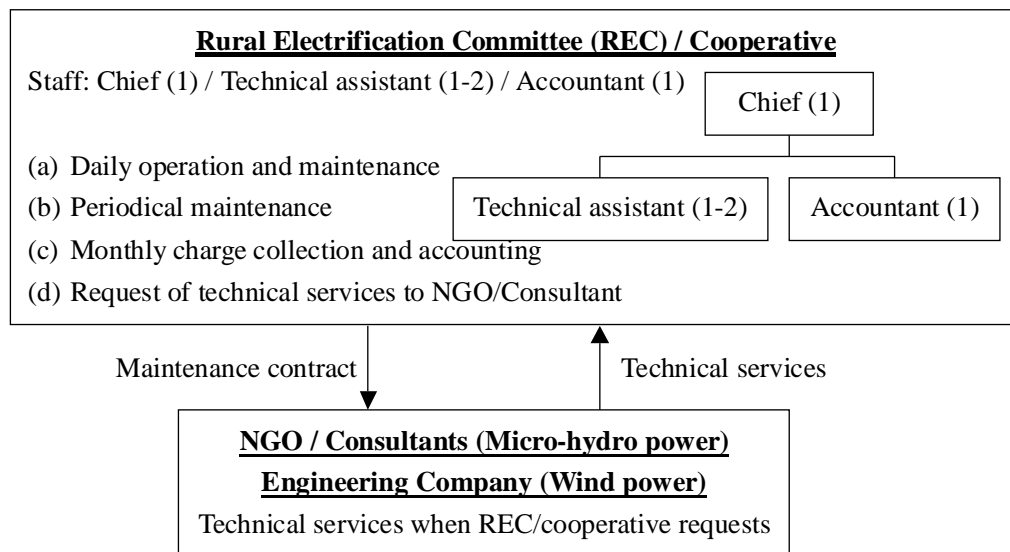 Rural Electrification Committee (REC) / Cooperative
Staff: Chief (1) / Technical assistant (1-2) / Accountant (1)
Chief (1)
(a) Daily operation and maintenance
(b) Periodical maintenance
Technical assistant (1-2)
Accountant (1)
(c) Monthly charge collection and accounting
(d) Request of technical services to NGO/Consultant
Maintenance contract
Technical services
NGO / Consultants (Micro-hydro power)
Engineering Company (Wind power)
Technical services when REC/cooperative requests